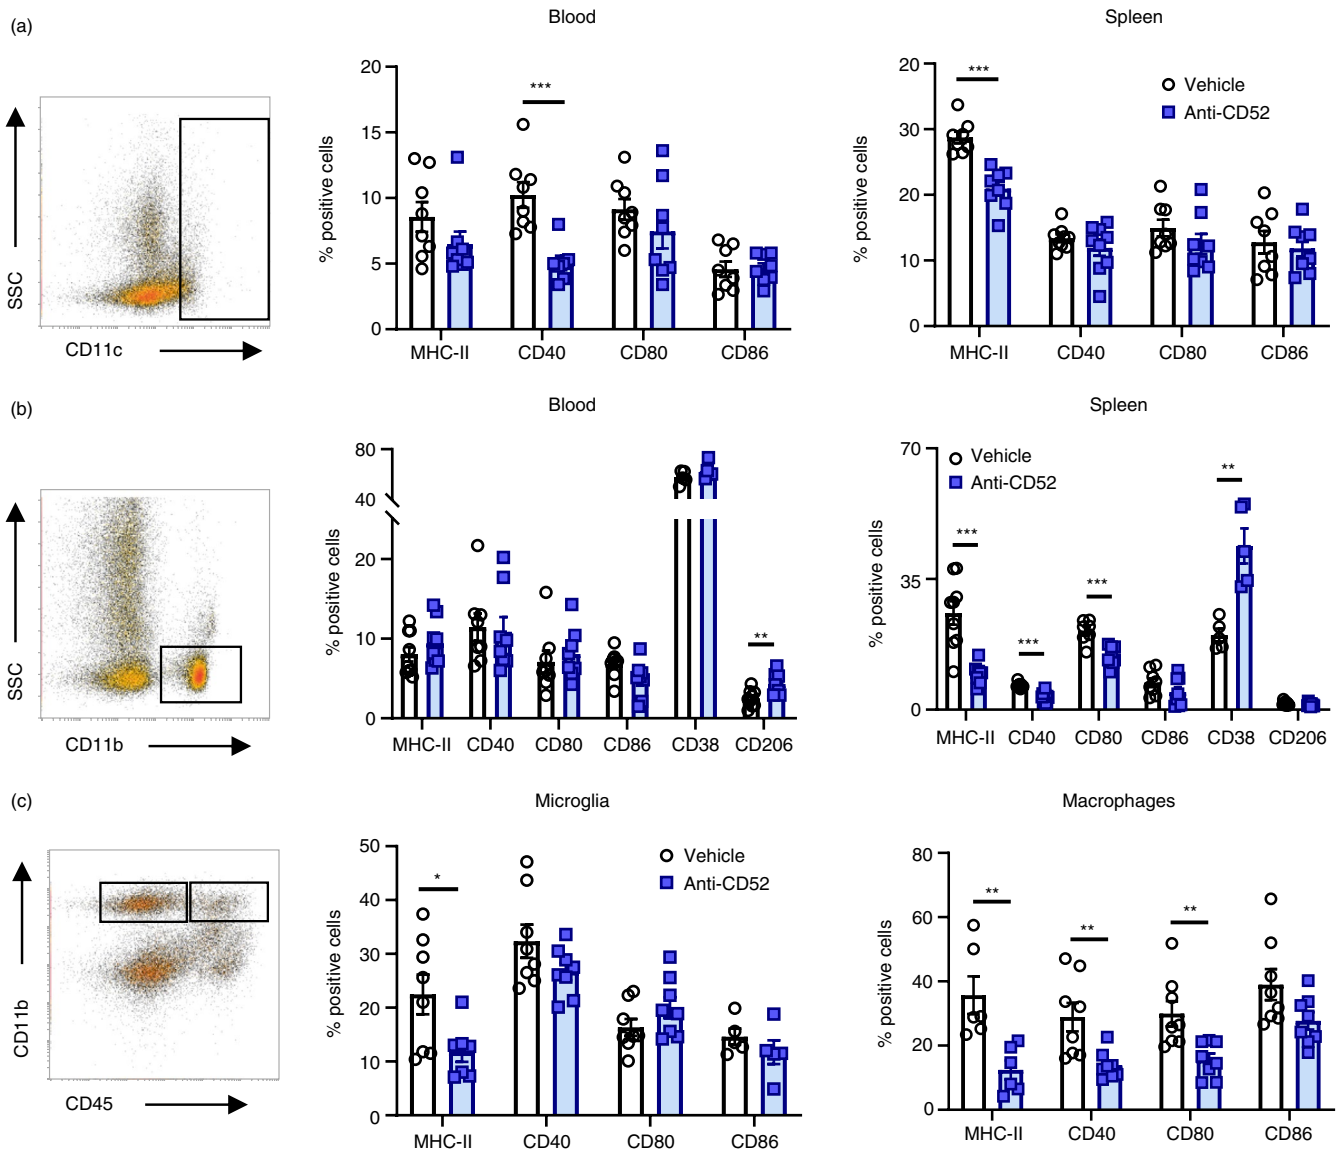 (a)
Blood
Spleen
SSC
CD11c
% positive cells
20
15
10
5
0
***
MHC-II CD40 CD80 CD86
% positive cells
20
30
20
10
0
***
Vehicle
Anti-CD52
MHC-II CD40 CD80 CD86
(b)
Blood
Spleen
SSC
CD11b
% positive cells
80
40
20
10
0
**
MHC-II CD40 CD80 CD86 CD38 CD206
% positive cells
70
35
0
Vehicle
Anti-CD52
***
***
***
**
MHC-II CD40 CD80 CD86 CD38 CD206
(c)
Microglia
Macrophages
CD11b
CD45
% positive cells
50
40
30
20
10
0
*
Vehicle
Anti-CD52
MHC-II CD40 CD80 CD86
% positive cells
80
60
40
20
0
**
**
**
MHC-II CD40 CD80 CD86